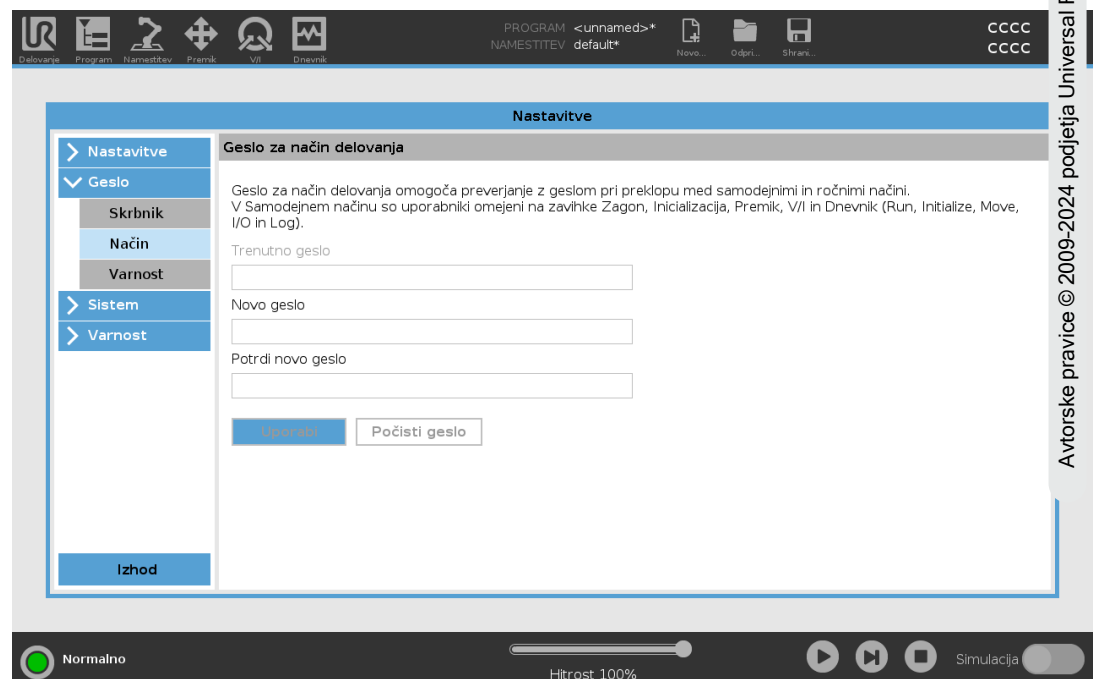 PROGRAM <unnamed>*
NAMESTITEV default*
Delovanje
Program
Namestitev
Premik
V/I
Dnevnik
Novo...
Odpri...
Shrani...
CCCC
CCCC
Nastavitve
Nastavitve
Geslo
Skrbnik
Način
Varnost
Sistem
Varnost
Izhod
Geslo za način delovanja
Geslo za način delovanja omogoča preverjanje z geslom pri preklopu med samodejnimi in ročnimi načini.
V Samodejnem načinu so uporabniki omejeni na zavihke Zagon, Inicializacija, Premik, V/I in Dnevnik (Run, Initialize, Move,
I/O in Log).
Trenutno geslo
Novo geslo
Potrdi novo geslo
Uporabi
Počisti geslo
Normalno
Hitrost 100%
Simulacija
Avtorske pravice © 2009-2024 podjetja Universal